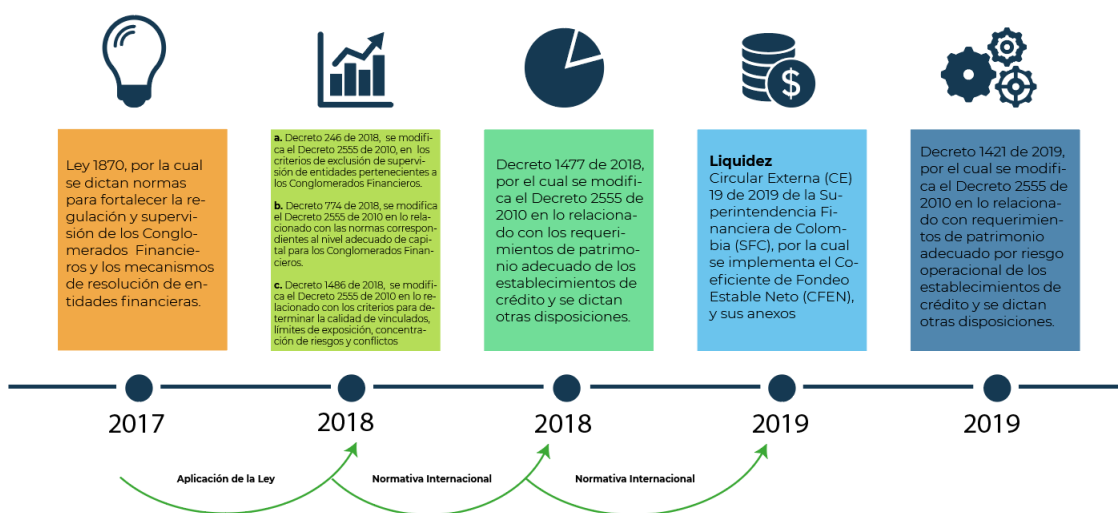 Ley 1870, por la cual
se dictan normas
para fortalecer la re-
gulación y supervi-
sión de los Conglo-
merados Financie-
ros y los mecanismos
de resolución de en-
tidades financieras.
a. Decreto 246 de 2018, se modifi-
ca el Decreto 2555 de 2010, en los
criterios de exclusión de supervi-
sión de entidades pertenecientes a
los Conglomerados Financieros.
b. Decreto 774 de 2018, se modifica
el Decreto 2555 de 2010 en lo rela-
cionado con las normas correspon-
dientes al nivel adecuado de capi-
tal para los Conglomerados Finan-
cieros.
c. Decreto 1486 de 2018, se modifi-
ca el Decreto 2555 de 2010 en lo re-
lacionado con los criterios para de-
terminar la calidad de vinculados,
límites de exposición, concentra-
ción de riesgos y conflictos
Decreto 1477 de 2018,
por el cual se modifi-
ca el Decreto 2555 de
2010 en lo relaciona-
do con los requeri-
mientos de patrimo-
nio adecuado de los
establecimientos de
crédito y se dictan
otras disposiciones.
$
Liquidez
Circular Externa (CE)
19 de 2019 de la Su-
perintendencia Fi-
nanciera de Colom-
bia (SFC), por la cual
se implementa el Co-
eficiente de Fondeo
Estable Neto (CFEN),
y sus anexos
Decreto 1421 de 2019,
por el cual se modifi-
ca el Decreto 2555 de
2010 en lo relaciona-
do con requerimien-
tos de patrimonio
adecuado por riesgo
operacional de los
establecimientos de
crédito y se dictan
otras disposiciones.
2017
2018
2018
2019
2019
Aplicación de la Ley
Normativa Internacional
Normativa Internacional